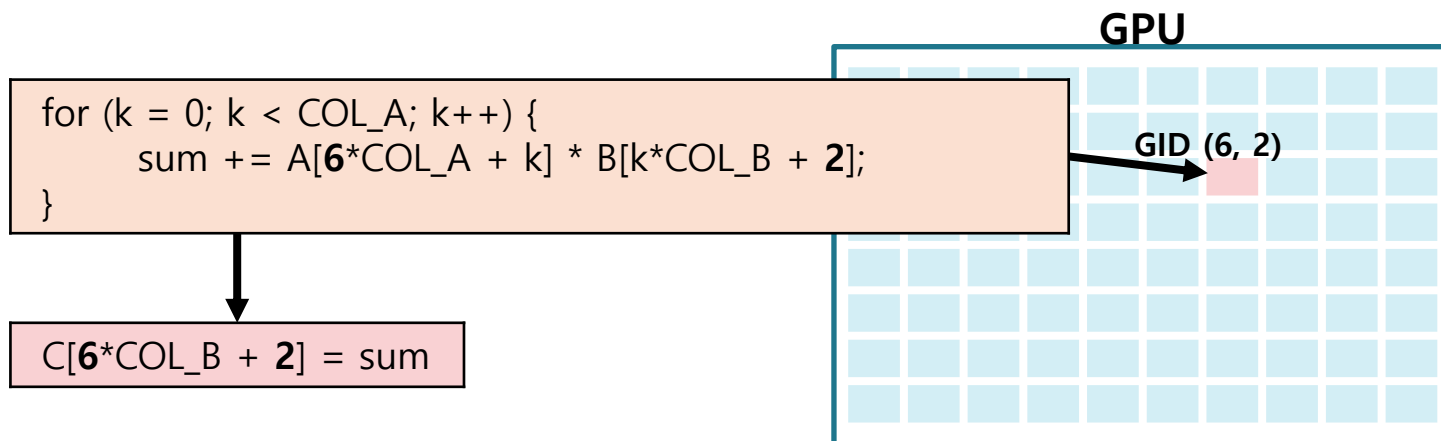 GPU
for (k = 0; k < COL_A; k++) {
sum += A[6*COL_A + k] * B[k*COL_B + 2];
}
GID (6, 2)
C[6*COL_B + 2] = sum